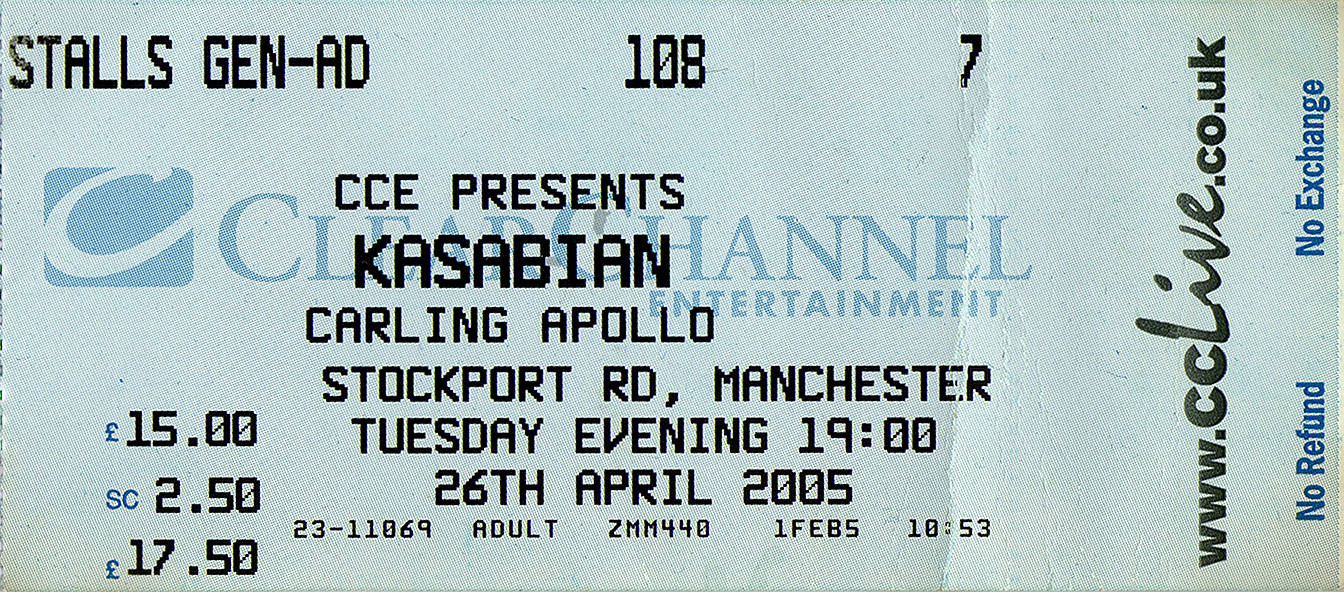 STALLS GEN-AD 108 7
CCE PRESENTS
CLEARCHANNEL
KASABIAN
ENTERTAINMENT
CARLING APOLLO
STOCKPORT RD, MANCHESTER
£15.00 TUESDAY EVENING 19:00
SC 2.50 26TH APRIL 2005
23-11069 ADULT ZMM440 1FEB5 10:53
£17.50
www.ccLive.co.uk
No Refund No Exchange